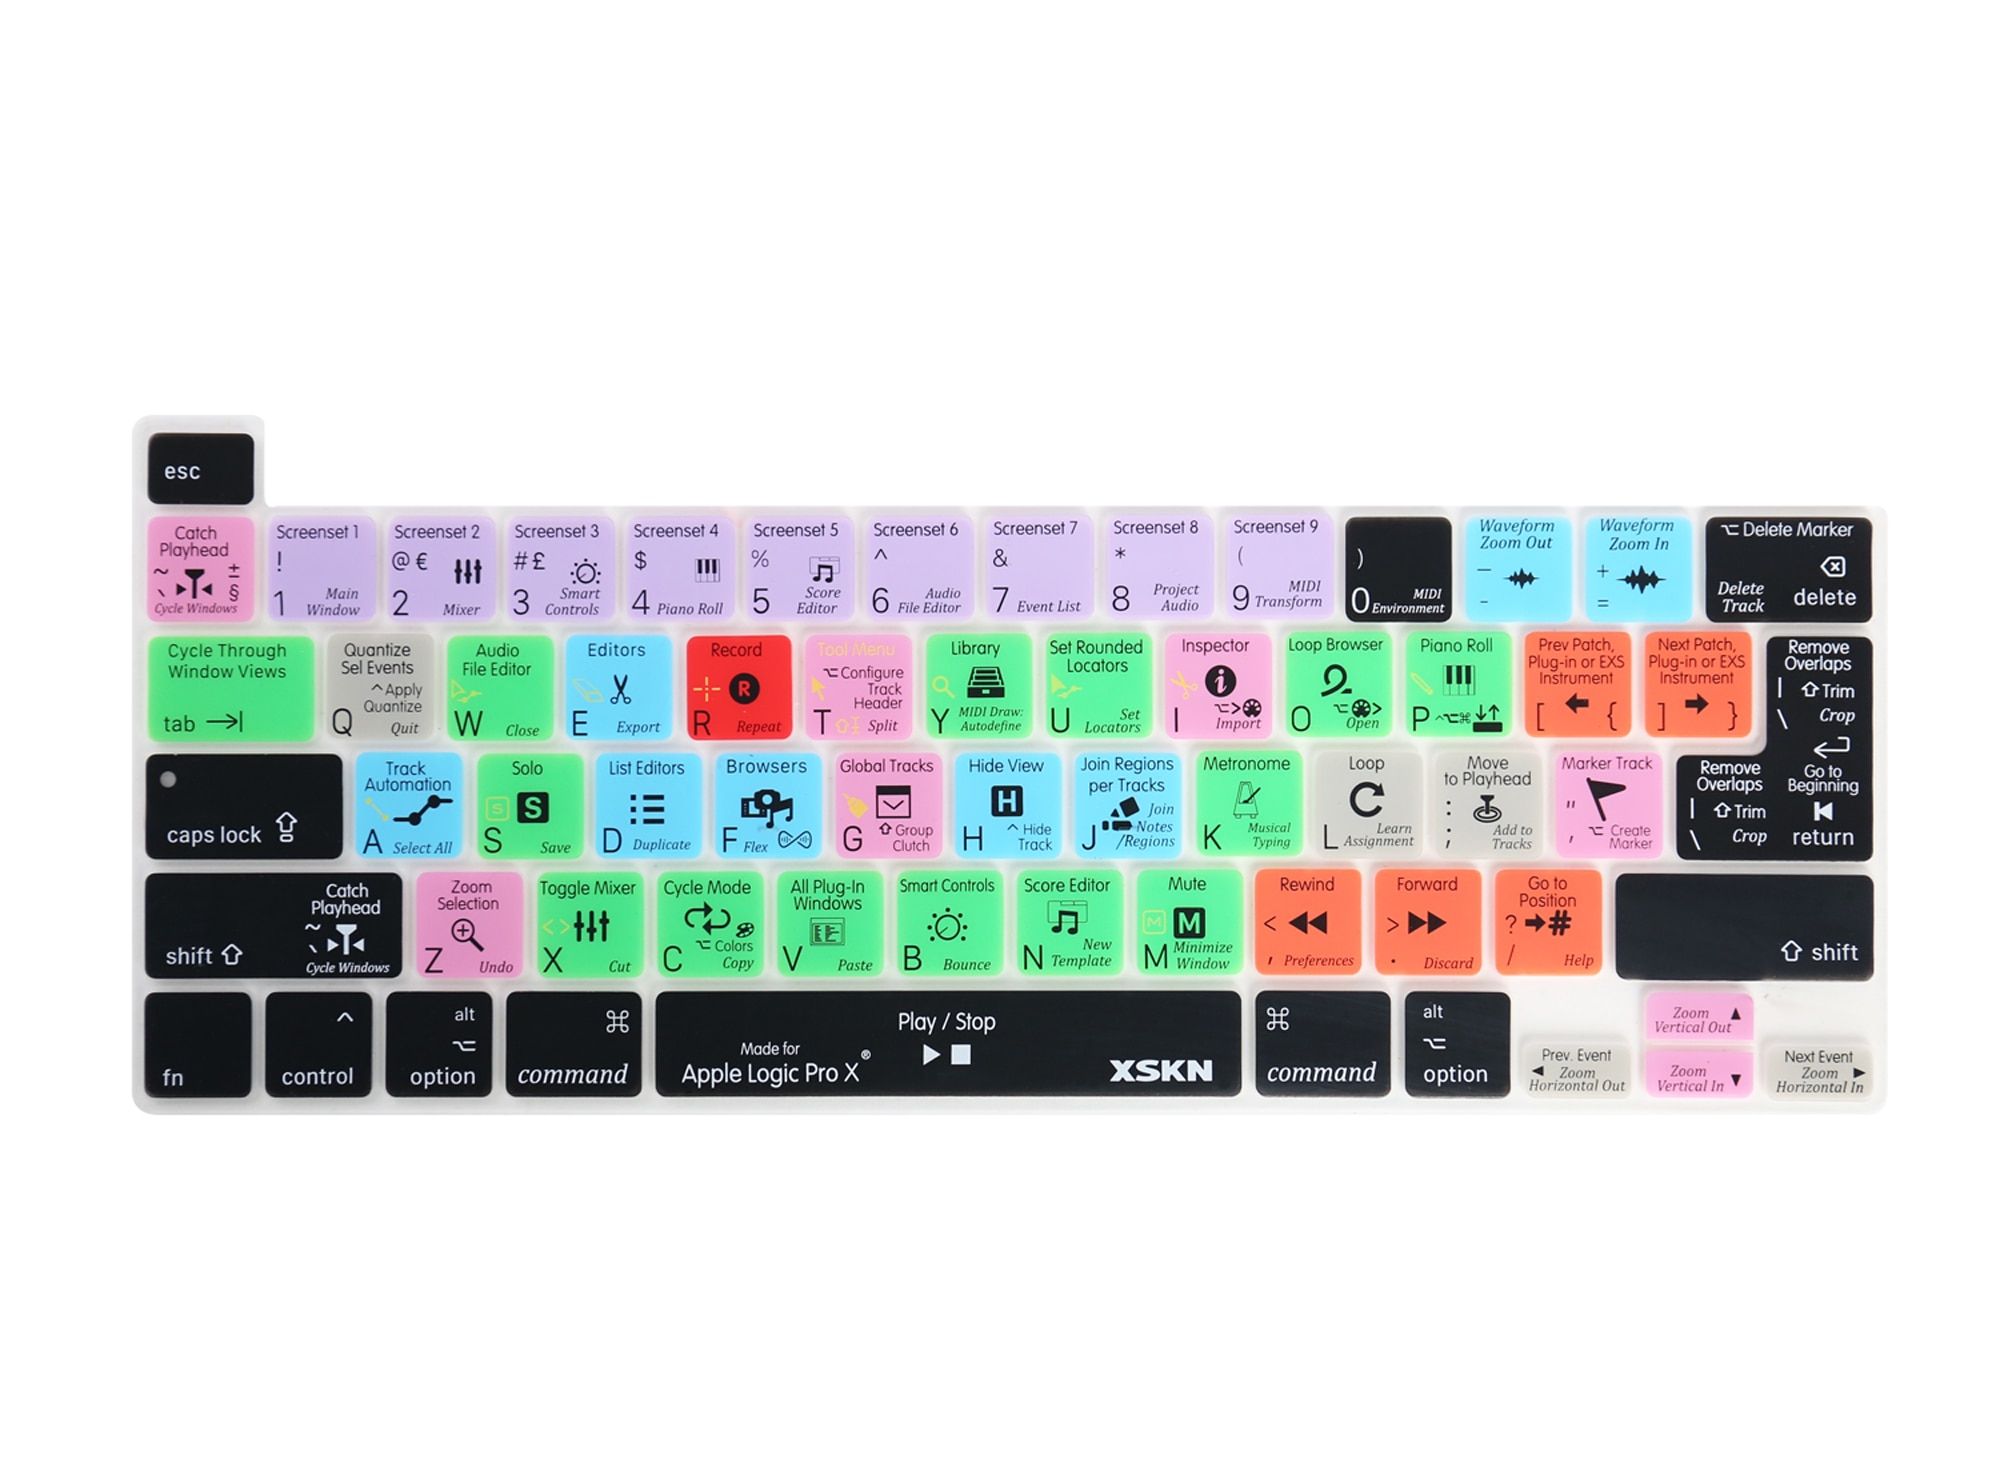 esc
Catch
Playhead
~ ±
` §
Cycle Windows
Screenset 1
!
1 Main
Window
Screenset 2
@ €
2 Mixer
Screenset 3
# £
3 Smart
Controls
Screenset 4
$
4 Piano Roll
Screenset 5
%
5 Score
Editor
Screenset 6
^
6 Audio
File Editor
Screenset 7
&
7 Event List
Screenset 8
*
8 Project
Audio
Screenset 9
(
9 MIDI
Transform
)
0 MIDI
Environment
Waveform
Zoom Out
—
-
Waveform
Zoom In
+
=
⌥ Delete Marker
Delete
Track
delete
Cycle Through
Window Views
tab →|
Quantize
Sel Events
^ Apply
Quantize
Q Quit
Audio
File Editor
W Close
Editors
E Export
Record
R
R Repeat
Tool Menu
⌥ Configure
Track
Header
T Split
Library
Y MIDI Draw:
Autodefine
Set Rounded
Locators
U Set
Locators
Inspector
i
⌥>
I Import
Loop Browser
⌥ >
O Open
Piano Roll
P ^⌥⌘
Prev Patch,
Plug-in or EXS
Instrument
[ {
Next Patch,
Plug-in or EXS
Instrument
] }
Remove
Overlaps
| ⇧ Trim
\ Crop
Go to
Beginning
return
caps lock
Track
Automation
A Select All
Solo
S S
S Save
List Editors
D Duplicate
Browsers
F Flex
Global Tracks
⇧ Group
G Clutch
Hide View
H
^ Hide
H Track
Join Regions
per Tracks
Join
Notes
J /Regions
Metronome
K Musical
Typing
Loop
L Learn
Assignment
Move
to Playhead
:
; Add to
Tracks
Marker Track
"
' ⌥ Create
Marker
Remove
Overlaps
| ⇧ Trim
\ Crop
shift ⇧
Catch
Playhead
~
`
Cycle Windows
Zoom
Selection
Z Undo
Toggle Mixer
< >
X Cut
Cycle Mode
⌥ Colors
C Copy
All Plug-In
Windows
V Paste
Smart Controls
B Bounce
Score Editor
N New
Template
Mute
M M
M Minimize
Window
Rewind
<
, Preferences
Forward
>
. Discard
Go to
Position
? #
/ Help
⇧ shift
fn
^
control
alt
⌥
option
⌘
command
Play / Stop
Made for
Apple Logic Pro X®
XSKN
⌘
command
alt
⌥
option
Prev. Event
◀ Zoom
Horizontal Out
Zoom ▲
Vertical Out
Zoom
Vertical In ▼
Next Event
Zoom ▶
Horizontal In